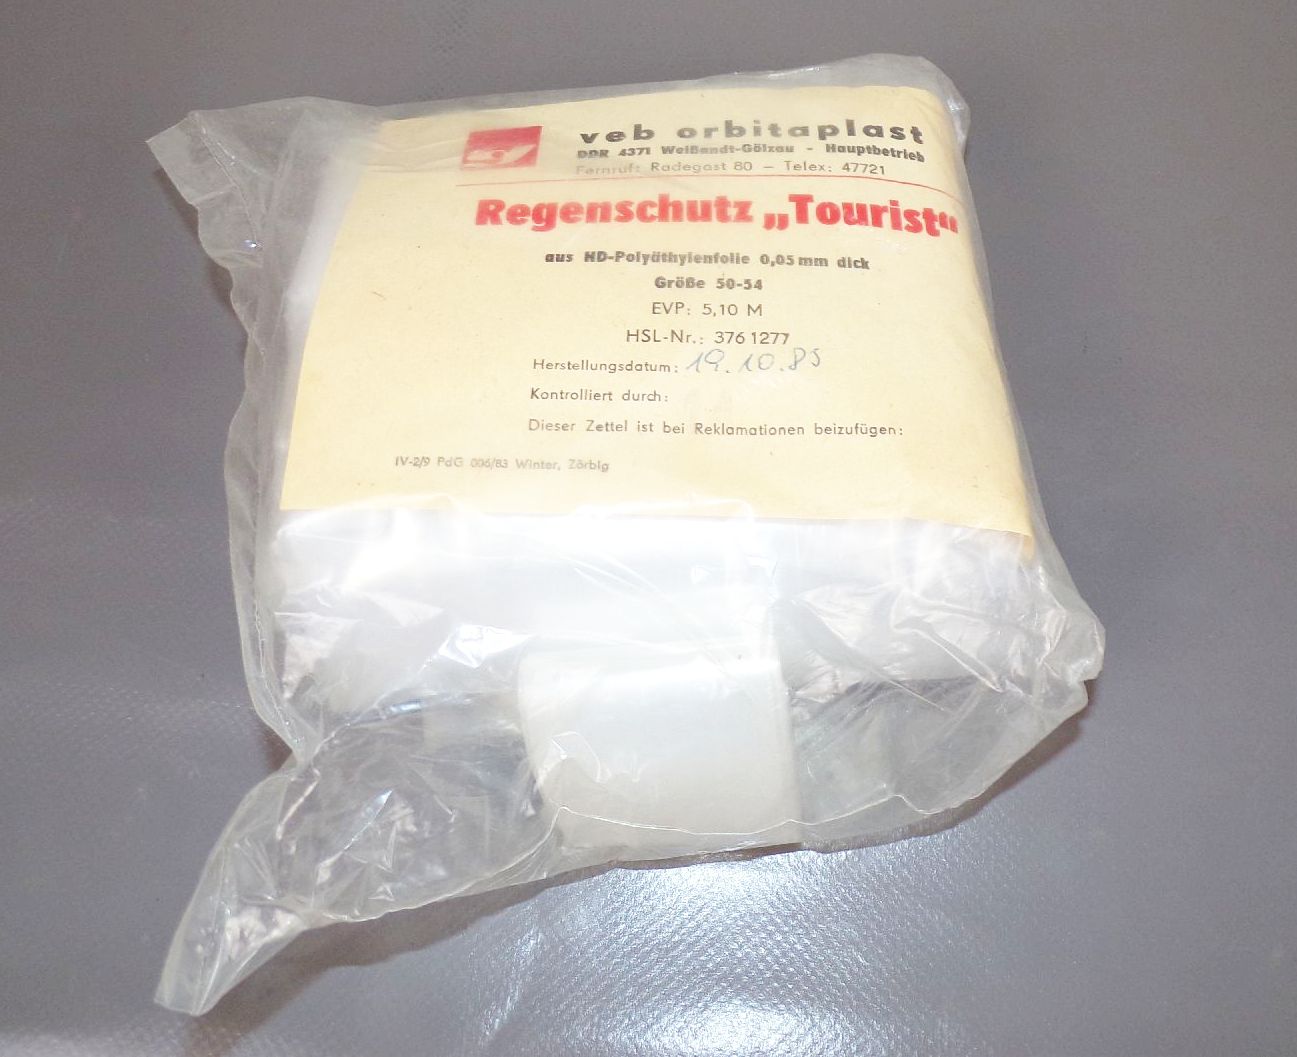 veb orbitaplast
DDR 4371 Weißandt-Gölzau - Hauptbetrieb
Fernruf: Radegast 80 — Telex: 47721
Regenschutz „Tourist“
aus ND-Polyäthylenfolie 0,05 mm dick
Größe 50-54
EVP: 5,10 M
HSL-Nr.: 376 1277
Herstellungsdatum: 19.10.85
Kontrolliert durch:
Dieser Zettel ist bei Reklamationen beizufügen:
IV-2/9 PdG 006/83 Winter, Zörbig